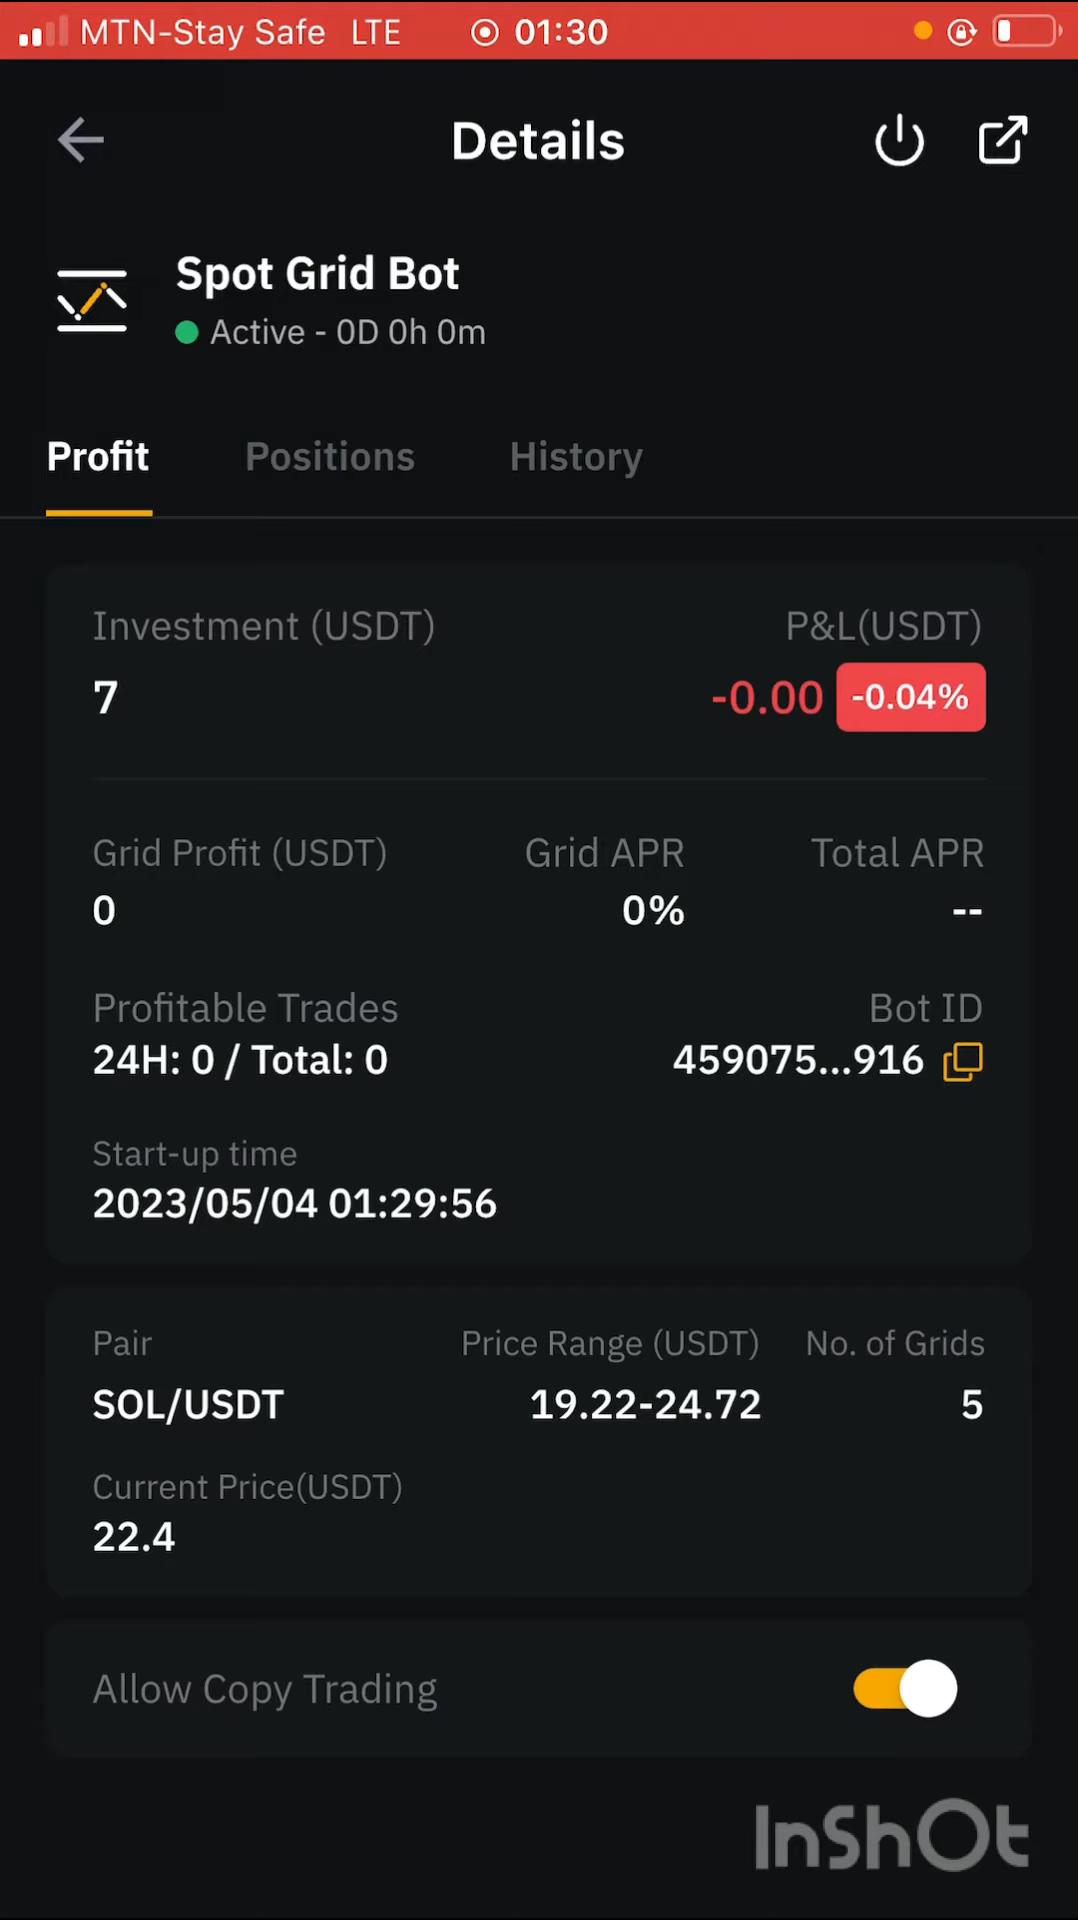 MTN-Stay Safe LTE 01:30
Details
Spot Grid Bot
Active - 0D 0h 0m
Profit Positions History
Investment (USDT) P&L(USDT)
7 -0.00 -0.04%
Grid Profit (USDT) Grid APR Total APR
0 0% --
Profitable Trades Bot ID
24H: 0 / Total: 0 459075...916
Start-up time
2023/05/04 01:29:56
Pair Price Range (USDT) No. of Grids
SOL/USDT 19.22-24.72 5
Current Price(USDT)
22.4
Allow Copy Trading
InShOt